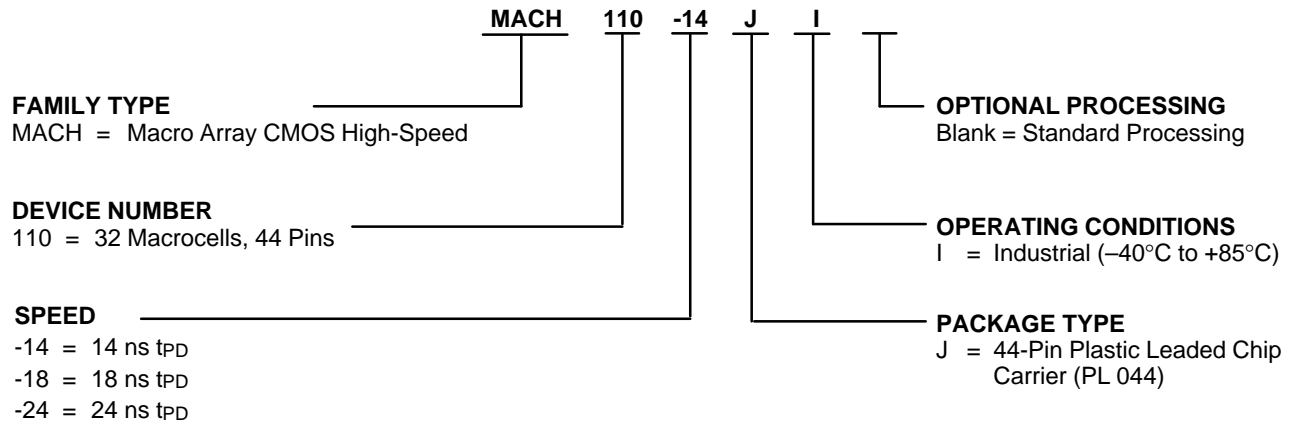 MACH 110 -14 J I
FAMILY TYPE
MACH = Macro Array CMOS High-Speed
DEVICE NUMBER
110 = 32 Macrocells, 44 Pins
SPEED
-14 = 14 ns tPD
-18 = 18 ns tPD
-24 = 24 ns tPD
OPTIONAL PROCESSING
Blank = Standard Processing
OPERATING CONDITIONS
I = Industrial (–40°C to +85°C)
PACKAGE TYPE
J = 44-Pin Plastic Leaded Chip
Carrier (PL 044)